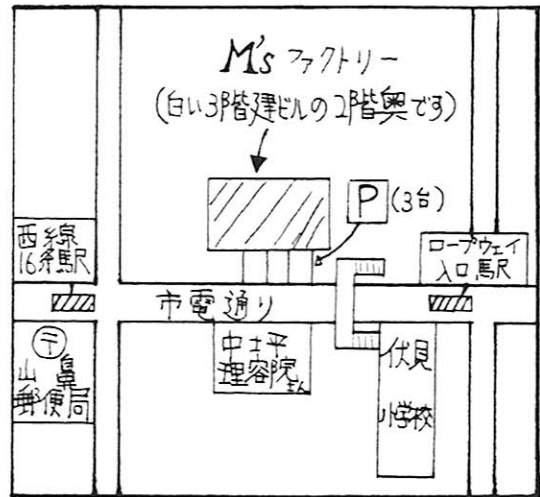 M's ファクトリー
(白い3階建ビルの2階奥です)
P (3台)
西線
16条駅
ロープウェイ
入口駅
市電通り
〒
山鼻
郵便局
理容院さん
伏見
小学校